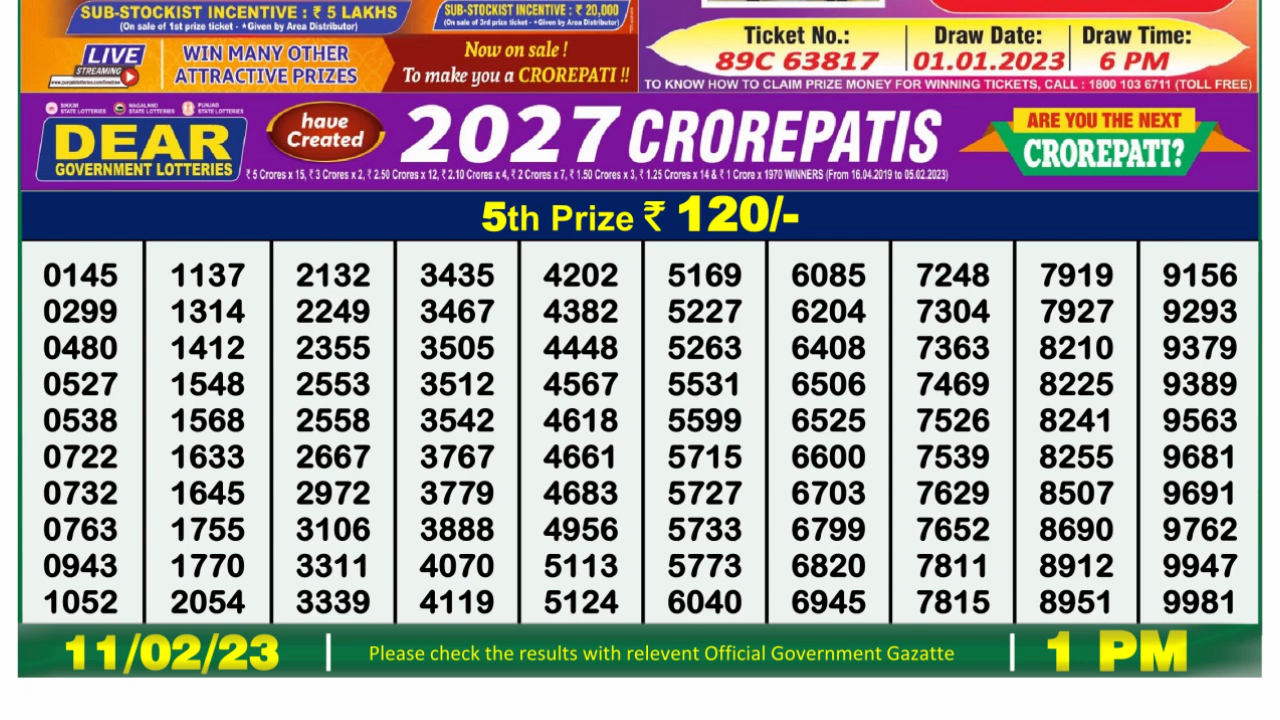 SUB-STOCKIST INCENTIVE : ₹ 5 LAKHS
(On sale of 1st prize ticket - *Given by Area Distributor)
SUB-STOCKIST INCENTIVE : ₹ 20,000
(On sale of 3rd prize ticket - *Given by Area Distributor)
LIVE
STREAMING
WIN MANY OTHER
ATTRACTIVE PRIZES
Now on sale !
To make you a CROREPATI !!
Ticket No.: Draw Date: Draw Time:
89C 63817 01.01.2023 6 PM
TO KNOW HOW TO CLAIM PRIZE MONEY FOR WINNING TICKETS, CALL : 1800 103 6711 (TOLL FREE)
SIKKIM STATE LOTTERIES NAGALAND STATE LOTTERIES PUNJAB STATE LOTTERIES
DEAR
GOVERNMENT LOTTERIES
have
Created
2027 CROREPATIS
₹ 5 Crores x 15, ₹ 3 Crores x 2, ₹ 2.50 Crores x 12, ₹ 2.10 Crores x 4, ₹ 2 Crores x 7, ₹ 1.50 Crores x 3, ₹ 1.25 Crores x 14 & ₹ 1 Crore x 1970 WINNERS (From 16.04.2019 to 05.02.2023)
ARE YOU THE NEXT
CROREPATI?
5th Prize ₹ 120/-
0145 1137 2132 3435 4202 5169 6085 7248 7919 9156
0299 1314 2249 3467 4382 5227 6204 7304 7927 9293
0480 1412 2355 3505 4448 5263 6408 7363 8210 9379
0527 1548 2553 3512 4567 5531 6506 7469 8225 9389
0538 1568 2558 3542 4618 5599 6525 7526 8241 9563
0722 1633 2667 3767 4661 5715 6600 7539 8255 9681
0732 1645 2972 3779 4683 5727 6703 7629 8507 9691
0763 1755 3106 3888 4956 5733 6799 7652 8690 9762
0943 1770 3311 4070 5113 5773 6820 7811 8912 9947
1052 2054 3339 4119 5124 6040 6945 7815 8951 9981
11/02/23 Please check the results with relevent Official Government Gazatte 1 PM